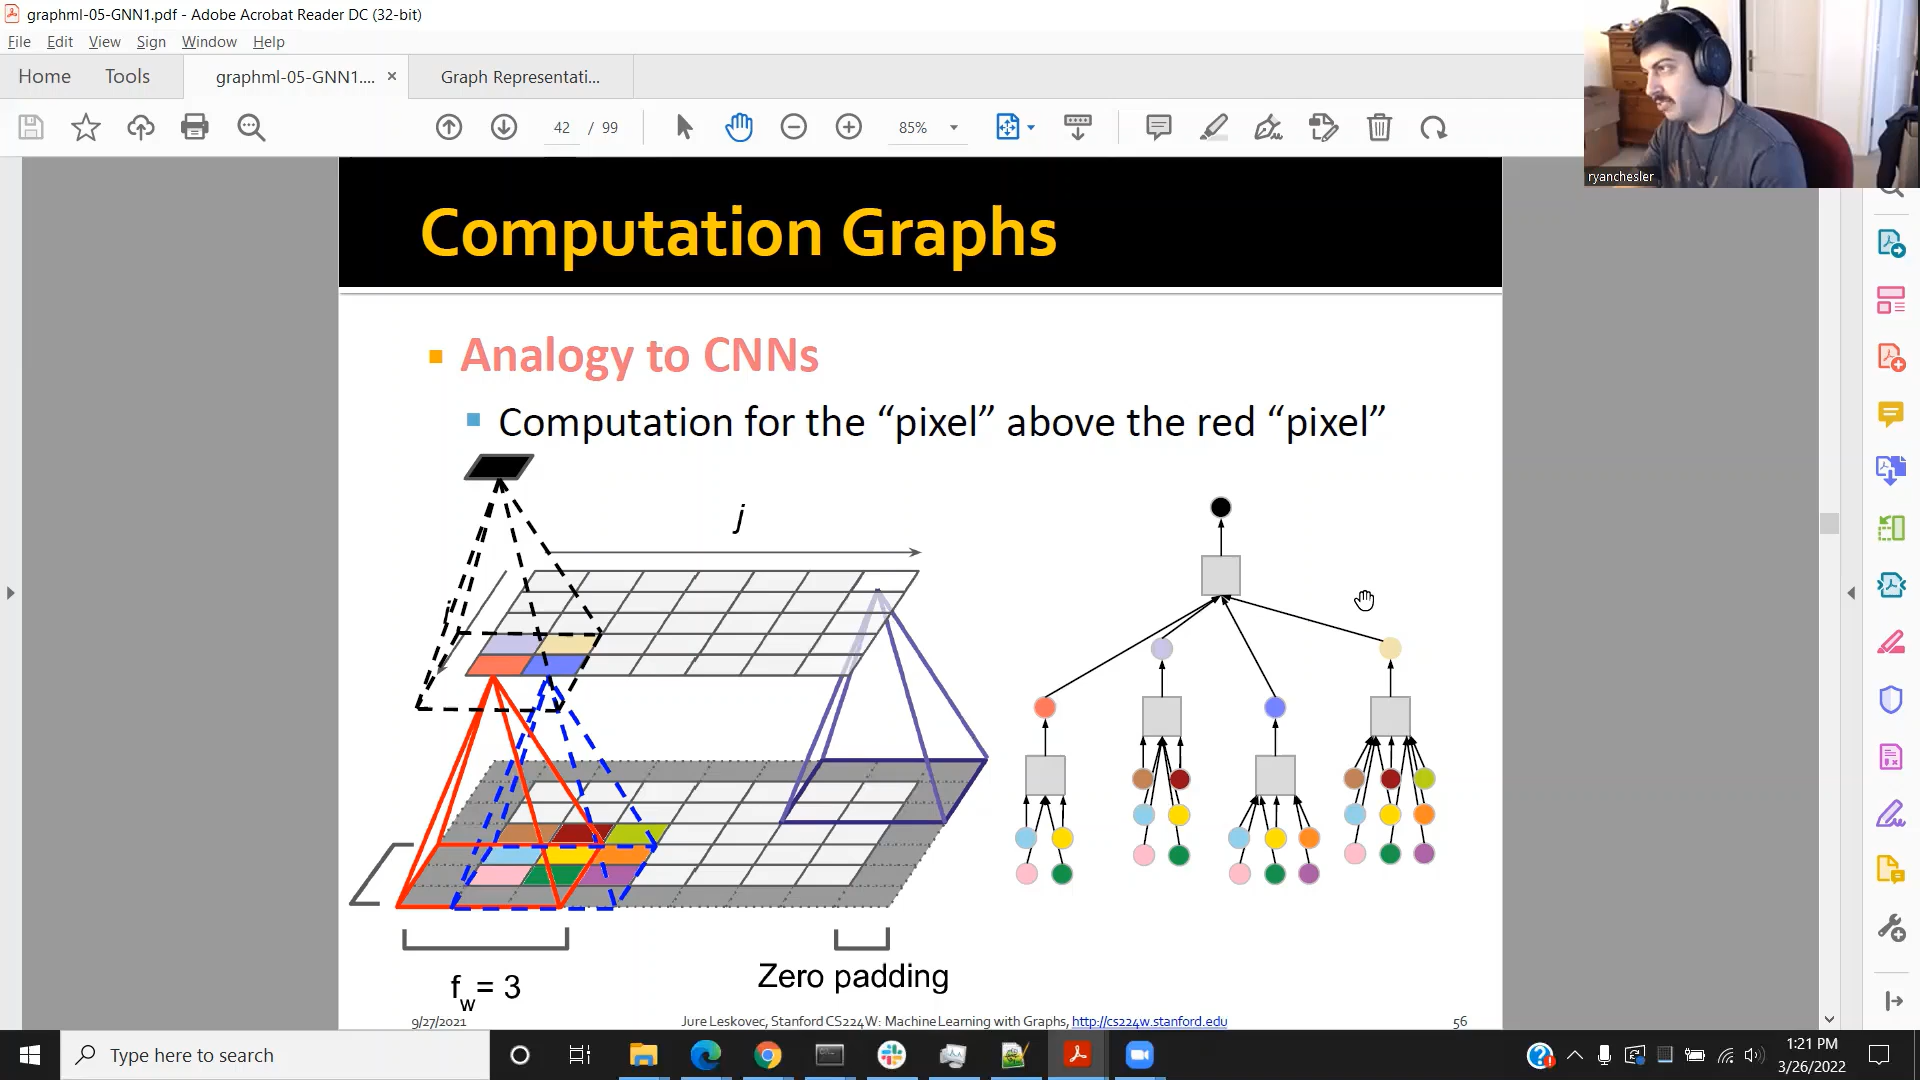 graphml-05-GNN1.pdf - Adobe Acrobat Reader DC (32-bit)
File Edit View Sign Window Help
Home Tools graphml-05-GNN1.... × Graph Representati...
42 / 99 85%
ryanchesler
Computation Graphs
Analogy to CNNs
Computation for the “pixel” above the red “pixel”
j
i
fw= 3
Zero padding
9/27/2021 Jure Leskovec, Stanford CS224W: Machine Learning with Graphs, http://cs224w.stanford.edu 56
Type here to search
1:21 PM
3/26/2022